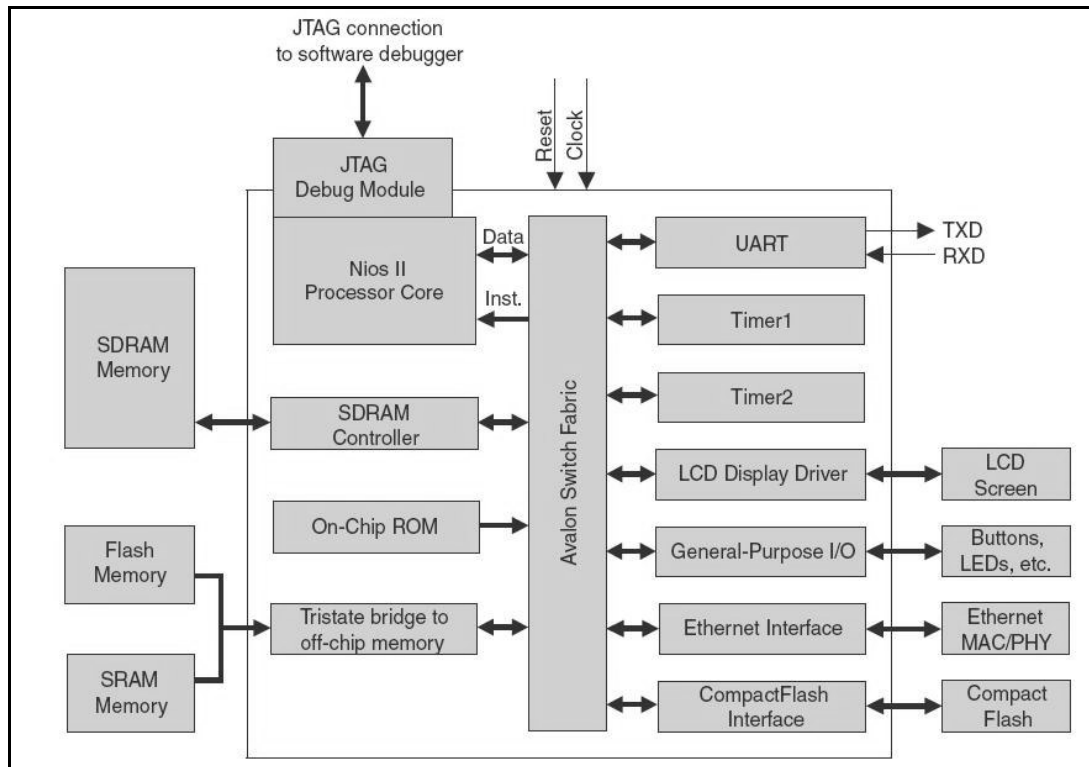 JTAG connection
to software debugger
Reset
Clock
JTAG
Debug Module
Nios II
Processor Core
Data
Inst.
SDRAM
Memory
SDRAM
Controller
On-Chip ROM
Flash
Memory
SRAM
Memory
Tristate bridge to
off-chip memory
Avalon Switch Fabric
UART
TXD
RXD
Timer1
Timer2
LCD Display Driver
LCD
Screen
General-Purpose I/O
Buttons,
LEDs, etc.
Ethernet Interface
Ethernet
MAC/PHY
CompactFlash
Interface
Compact
Flash